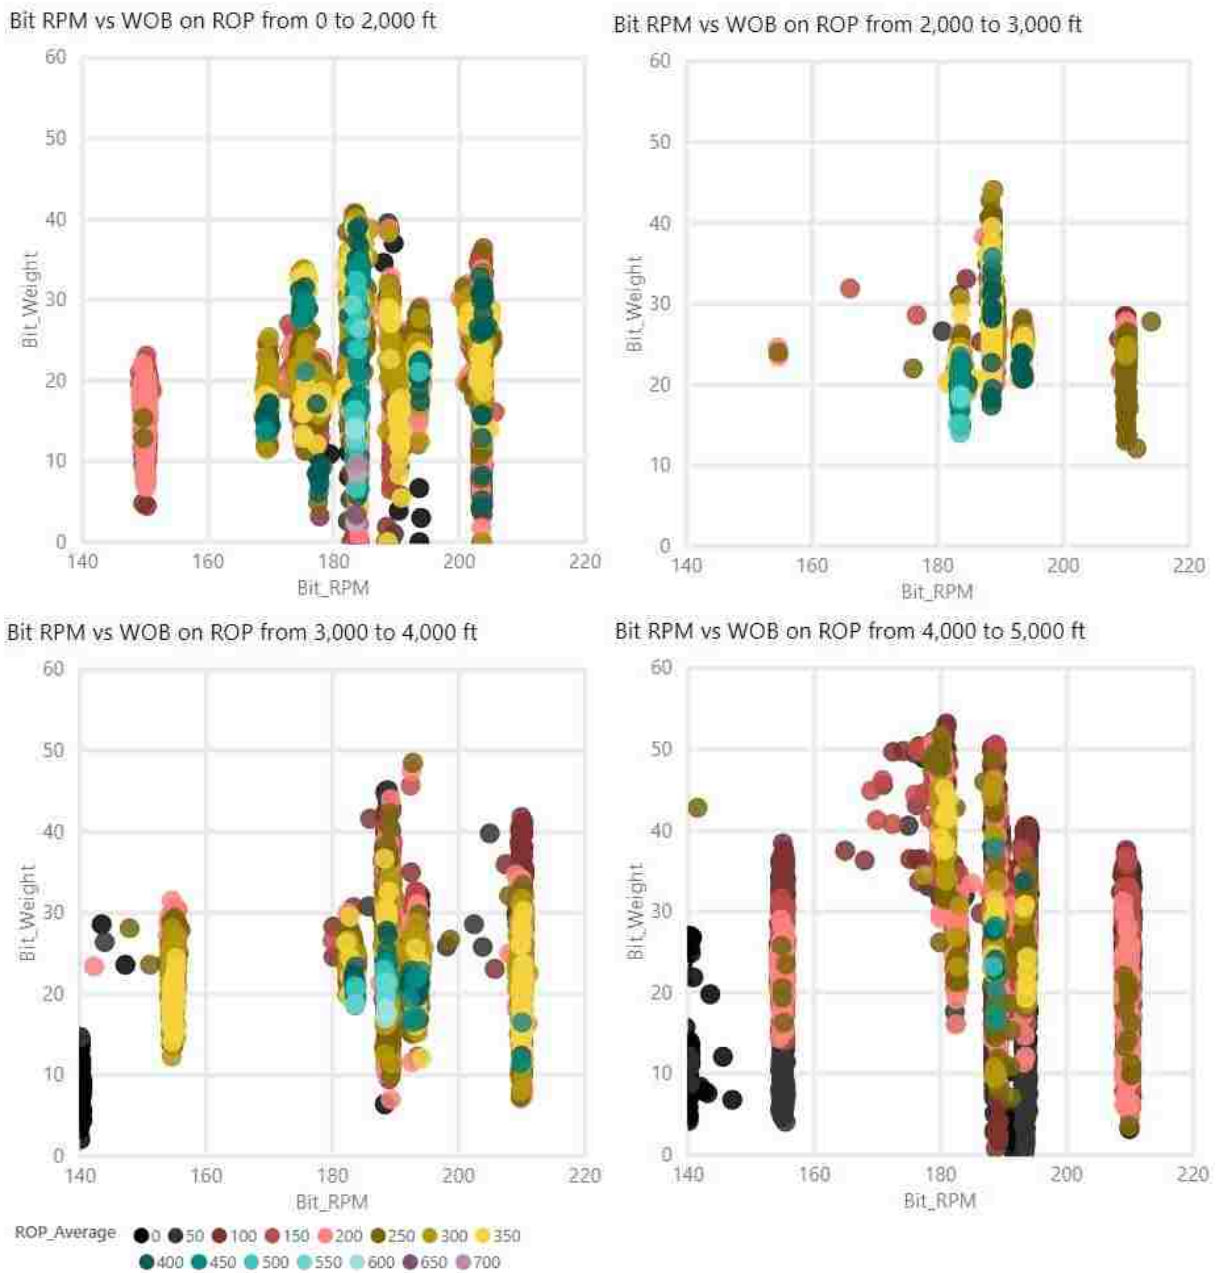 Bit RPM vs WOB on ROP from 0 to 2,000 ft
60
50
40
30
20
10
0
Bit_Weight
140 160 180 200 220
Bit_RPM
Bit RPM vs WOB on ROP from 2,000 to 3,000 ft
60
50
40
30
20
10
0
Bit_Weight
140 160 180 200 220
Bit_RPM
Bit RPM vs WOB on ROP from 3,000 to 4,000 ft
60
50
40
30
20
10
0
Bit_Weight
140 160 180 200 220
Bit_RPM
Bit RPM vs WOB on ROP from 4,000 to 5,000 ft
60
50
40
30
20
10
0
Bit_Weight
140 160 180 200 220
Bit_RPM
ROP_Average 0 50 100 150 200 250 300 350
400 450 500 550 600 650 700